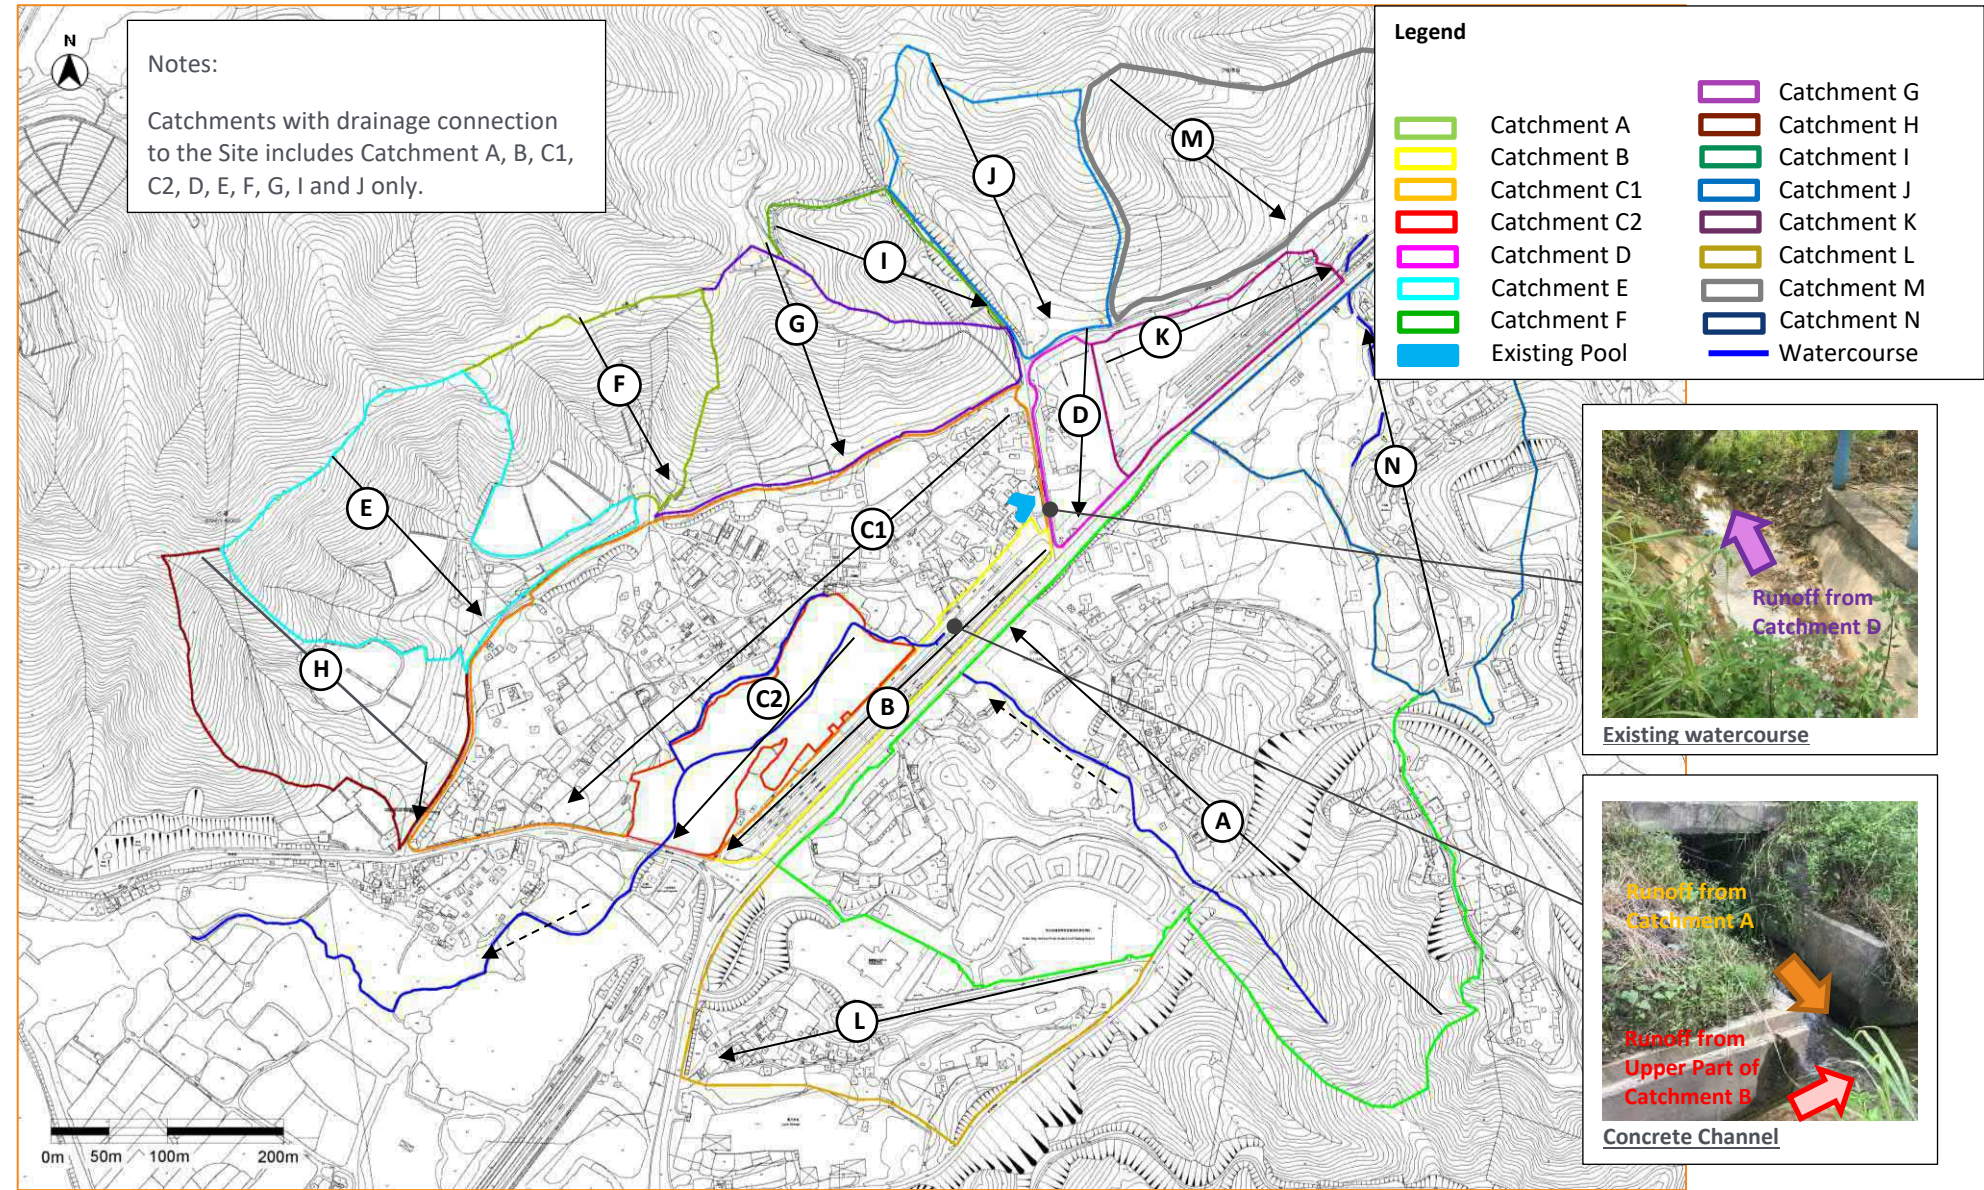 N
Notes:
Catchments with drainage connection
to the Site includes Catchment A, B, C1,
C2, D, E, F, G, I and J only.
Legend
Catchment A
Catchment B
Catchment C1
Catchment C2
Catchment D
Catchment E
Catchment F
Existing Pool
Catchment G
Catchment H
Catchment I
Catchment J
Catchment K
Catchment L
Catchment M
Catchment N
Watercourse
M
J
I
G
K
F
D
E
N
C1
H
C2
B
A
L
Runoff from
Catchment D
Existing watercourse
Runoff from
Catchment A
Runoff from
Upper Part of
Catchment B
Concrete Channel
0m 50m 100m 200m